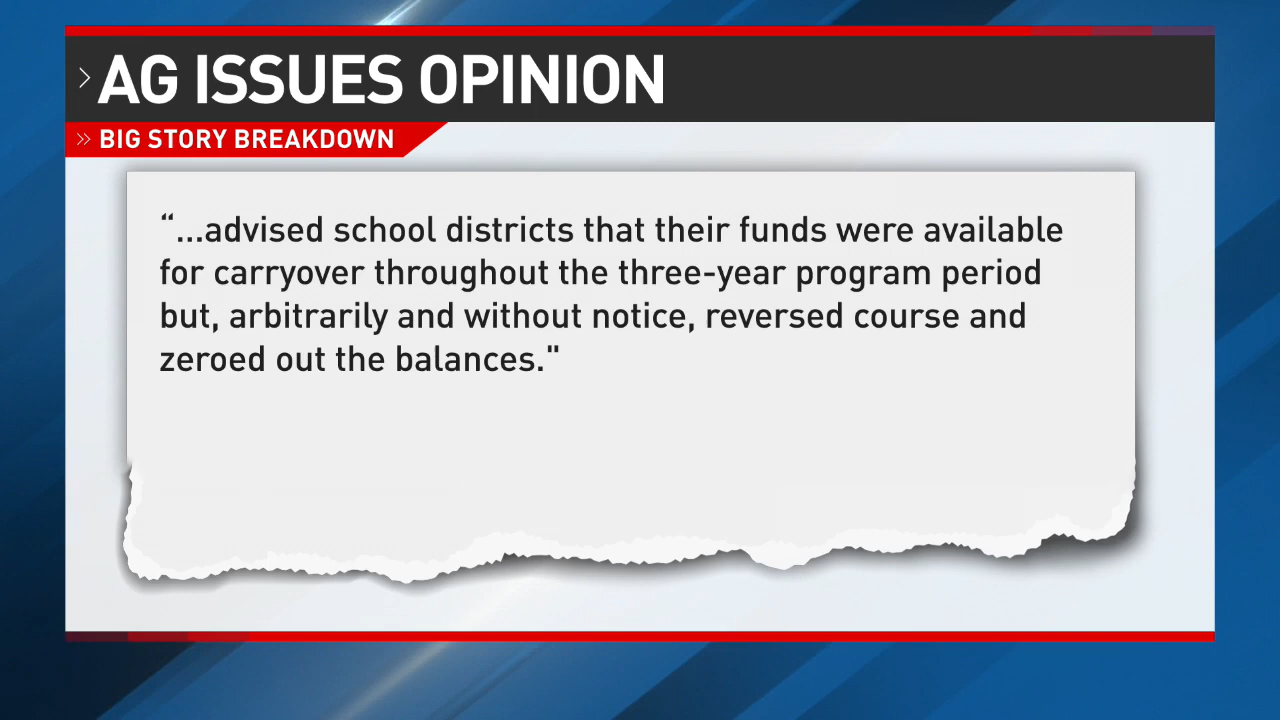 AG ISSUES OPINION
BIG STORY BREAKDOWN
“...advised school districts that their funds were available
for carryover throughout the three-year program period
but, arbitrarily and without notice, reversed course and
zeroed out the balances."